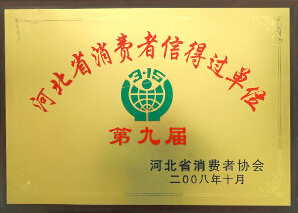 河北省消费者信得过单位
3·15
第九届
河北省消费者协会
二00八年十月